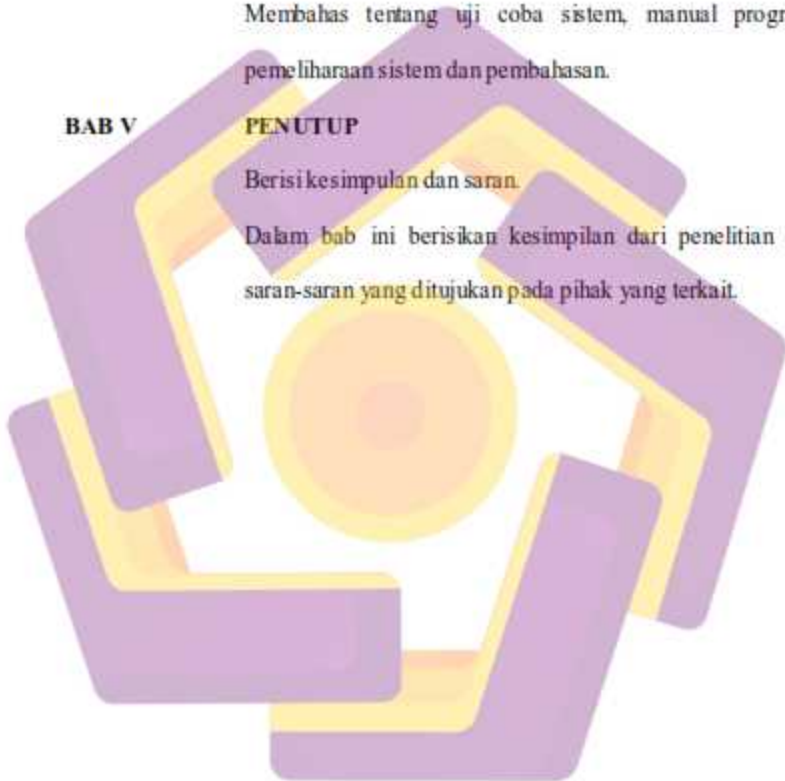 Membahas tentang uji coba sistem, manual progr
pemeliharaan sistem dan pembahasan.
BAB V PENUTUP
Berisi kesimpulan dan saran.
Dalam bab ini berisikan kesimpilan dari penelitian
saran-saran yang ditujukan pada pihak yang terkait.